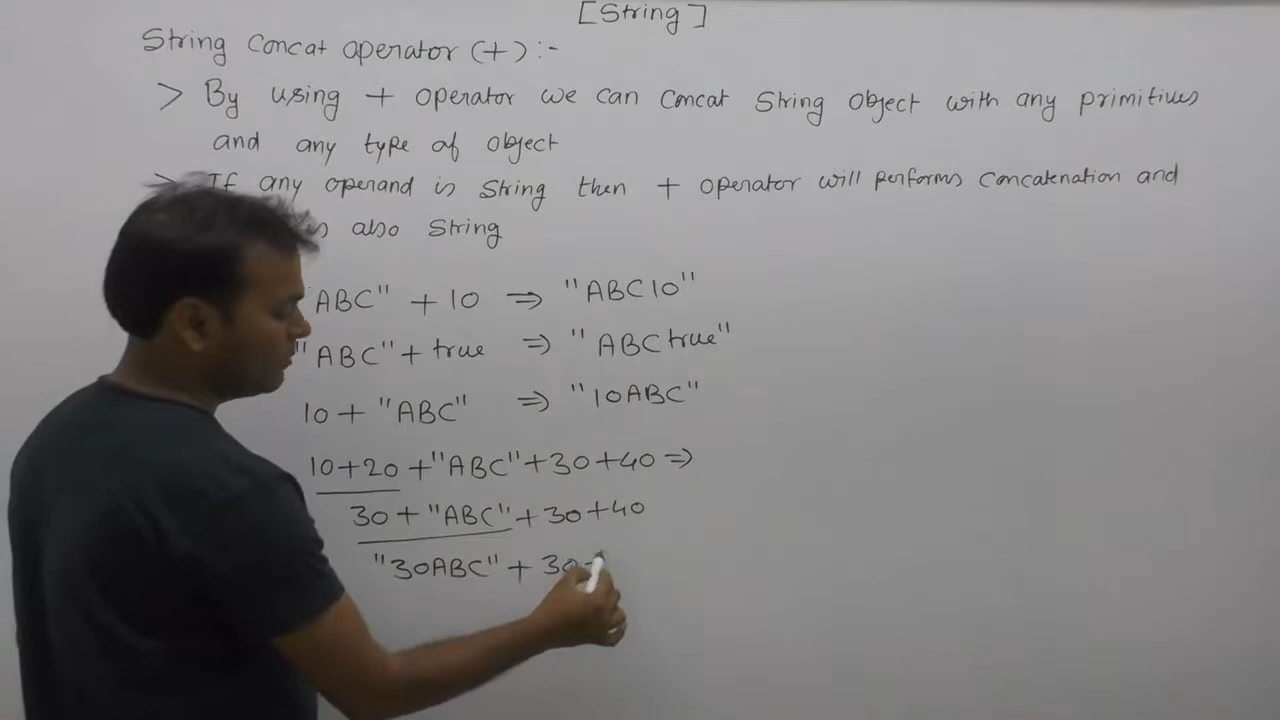 [String]
String Concat operator (+) :-
> By using + operator we can Concat String object with any primitives
and any type of object
> If any operand is String then + operator will performs Concatenation and
also String
ABC" + 10 => "ABC10"
"ABC" + true => "ABCtrue"
10 + "ABC" => "10ABC"
10+20 +"ABC"+30+40 =>
30 + "ABC" + 30 +40
"30ABC" + 30